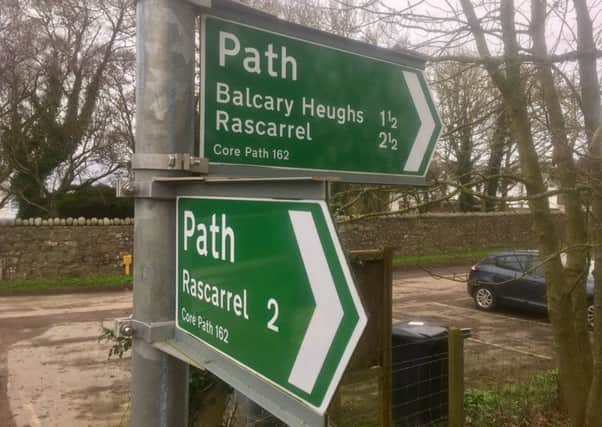 Path
Balcary Heughs 1½
Rascarrel 2½
Core Path 162
Path
Rascarrel 2
Core Path 162